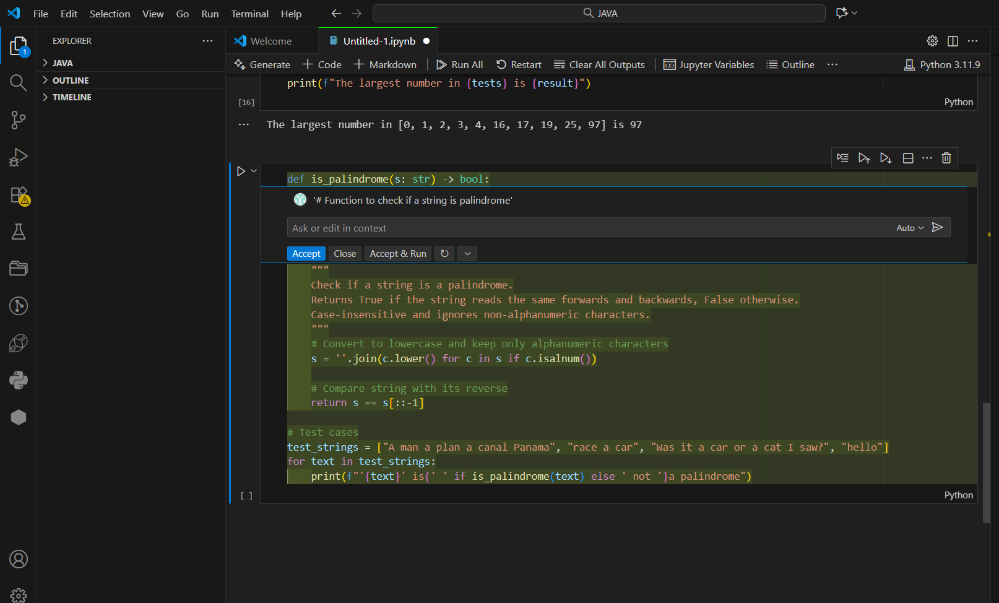 File Edit Selection View Go Run Terminal Help
JAVA
EXPLORER
1
JAVA
OUTLINE
TIMELINE
Welcome
Untitled-1.ipynb
Generate + Code + Markdown Run All Restart Clear All Outputs Jupyter Variables Outline ... Python 3.11.9
print(f"The largest number in {tests} is {result}")
[16]
Python
The largest number in [0, 1, 2, 3, 4, 16, 17, 19, 25, 97] is 97
def is_palindrome(s: str) -> bool:
'# Function to check if a string is palindrome'
Ask or edit in context
Auto
Accept Close Accept & Run
"""
Check if a string is a palindrome.
Returns True if the string reads the same forwards and backwards, False otherwise.
Case-insensitive and ignores non-alphanumeric characters.
"""
# Convert to lowercase and keep only alphanumeric characters
s = ''.join(c.lower() for c in s if c.isalnum())
# Compare string with its reverse
return s == s[::-1]
# Test cases
test_strings = ["A man a plan a canal Panama", "race a car", "Was it a car or a cat I saw?", "hello"]
for text in test_strings:
print(f"'{text}' is{' ' if is_palindrome(text) else ' not '}a palindrome")
[ ]
Python